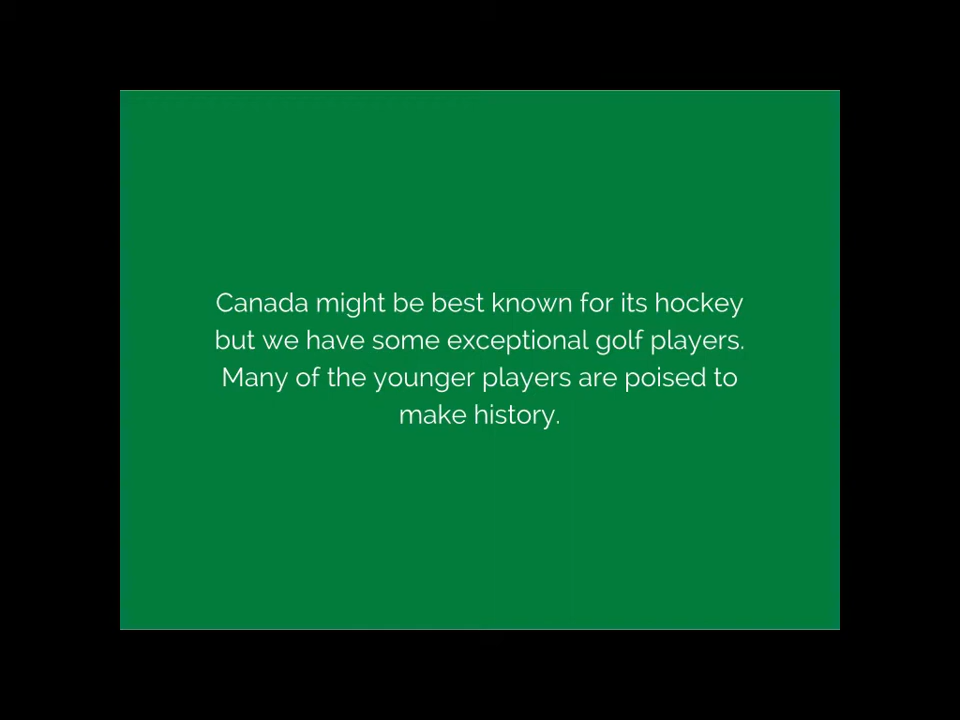 Canada might be best known for its hockey
but we have some exceptional golf players.
Many of the younger players are poised to
make history.